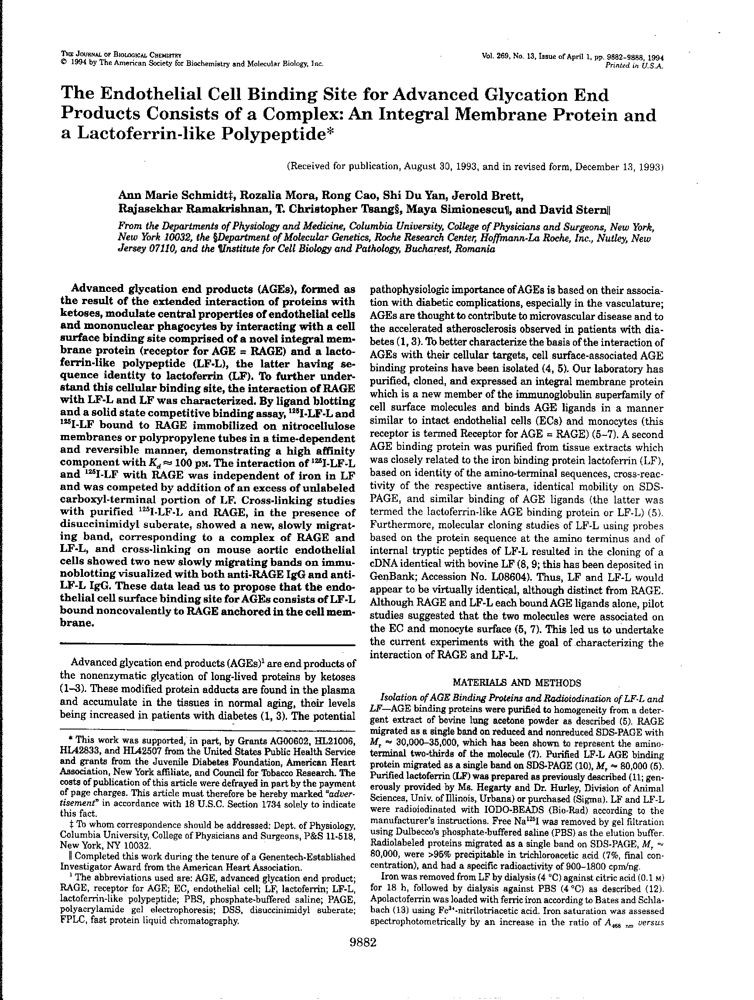 THE JOURNAL OF BIOLOGICAL CHEMISTRY
© 1994 by The American Society for Biochemistry and Molecular Biology, Inc.
Vol. 269, No. 13, Issue of April 1, pp. 9882–9888, 1994
Printed in U.S.A.
The Endothelial Cell Binding Site for Advanced Glycation End
Products Consists of a Complex: An Integral Membrane Protein and
a Lactoferrin-like Polypeptide*
(Received for publication, August 30, 1993, and in revised form, December 13, 1993)
Ann Marie Schmidt‡, Rozalia Mora, Rong Cao, Shi Du Yan, Jerold Brett,
Rajasekhar Ramakrishnan, T. Christopher Tsang§, Maya Simionescu¶, and David Stern‖
From the Departments of Physiology and Medicine, Columbia University, College of Physicians and Surgeons, New York,
New York 10032, the §Department of Molecular Genetics, Roche Research Center, Hoffmann-La Roche, Inc., Nutley, New
Jersey 07110, and the ¶Institute for Cell Biology and Pathology, Bucharest, Romania
Advanced glycation end products (AGEs), formed as
the result of the extended interaction of proteins with
ketoses, modulate central properties of endothelial cells
and mononuclear phagocytes by interacting with a cell
surface binding site comprised of a novel integral mem-
brane protein (receptor for AGE = RAGE) and a lacto-
ferrin-like polypeptide (LF-L), the latter having se-
quence identity to lactoferrin (LF). To further under-
stand this cellular binding site, the interaction of RAGE
with LF-L and LF was characterized. By ligand blotting
and a solid state competitive binding assay, ¹²⁵I-LF-L and
¹²⁵I-LF bound to RAGE immobilized on nitrocellulose
membranes or polypropylene tubes in a time-dependent
and reversible manner, demonstrating a high affinity
component with K_d ≈ 100 pM. The interaction of ¹²⁵I-LF-L
and ¹²⁵I-LF with RAGE was independent of iron in LF
and was competed by addition of an excess of unlabeled
carboxyl-terminal portion of LF. Cross-linking studies
with purified ¹²⁵I-LF-L and RAGE, in the presence of
disuccinimidyl suberate, showed a new, slowly migrat-
ing band, corresponding to a complex of RAGE and
LF-L, and cross-linking on mouse aortic endothelial
cells showed two new slowly migrating bands on immu-
noblotting visualized with both anti-RAGE IgG and anti-
LF-L IgG. These data lead us to propose that the endo-
thelial cell surface binding site for AGEs consists of LF-L
bound noncovalently to RAGE anchored in the cell mem-
brane.
Advanced glycation end products (AGEs)¹ are end products of
the nonenzymatic glycation of long-lived proteins by ketoses
(1–3). These modified protein adducts are found in the plasma
and accumulate in the tissues in normal aging, their levels
being increased in patients with diabetes (1, 3). The potential
* This work was supported, in part, by Grants AG00602, HL21006,
HL42833, and HL42507 from the United States Public Health Service
and grants from the Juvenile Diabetes Foundation, American Heart
Association, New York affiliate, and Council for Tobacco Research. The
costs of publication of this article were defrayed in part by the payment
of page charges. This article must therefore be hereby marked "adver-
tisement" in accordance with 18 U.S.C. Section 1734 solely to indicate
this fact.
‡ To whom correspondence should be addressed: Dept. of Physiology,
Columbia University, College of Physicians and Surgeons, P&S 11-518,
New York, NY 10032.
‖ Completed this work during the tenure of a Genentech-Established
Investigator Award from the American Heart Association.
¹ The abbreviations used are: AGE, advanced glycation end product;
RAGE, receptor for AGE; EC, endothelial cell; LF, lactoferrin; LF-L,
lactoferrin-like polypeptide; PBS, phosphate-buffered saline; PAGE,
polyacrylamide gel electrophoresis; DSS, disuccinimidyl suberate;
FPLC, fast protein liquid chromatography.
pathophysiologic importance of AGEs is based on their associa-
tion with diabetic complications, especially in the vasculature;
AGEs are thought to contribute to microvascular disease and to
the accelerated atherosclerosis observed in patients with dia-
betes (1, 3). To better characterize the basis of the interaction of
AGEs with their cellular targets, cell surface-associated AGE
binding proteins have been isolated (4, 5). Our laboratory has
purified, cloned, and expressed an integral membrane protein
which is a new member of the immunoglobulin superfamily of
cell surface molecules and binds AGE ligands in a manner
similar to intact endothelial cells (ECs) and monocytes (this
receptor is termed Receptor for AGE = RAGE) (5–7). A second
AGE binding protein was purified from tissue extracts which
was closely related to the iron binding protein lactoferrin (LF),
based on identity of the amino-terminal sequences, cross-reac-
tivity of the respective antisera, identical mobility on SDS-
PAGE, and similar binding of AGE ligands (the latter was
termed the lactoferrin-like AGE binding protein or LF-L) (5).
Furthermore, molecular cloning studies of LF-L using probes
based on the protein sequence at the amino terminus and of
internal tryptic peptides of LF-L resulted in the cloning of a
cDNA identical with bovine LF (8, 9; this has been deposited in
GenBank; Accession No. L08604). Thus, LF and LF-L would
appear to be virtually identical, although distinct from RAGE.
Although RAGE and LF-L each bound AGE ligands alone, pilot
studies suggested that the two molecules were associated on
the EC and monocyte surface (5, 7). This led us to undertake
the current experiments with the goal of characterizing the
interaction of RAGE and LF-L.
MATERIALS AND METHODS
Isolation of AGE Binding Proteins and Radioiodination of LF-L and
LF—AGE binding proteins were purified to homogeneity from a deter-
gent extract of bovine lung acetone powder as described (5). RAGE
migrated as a single band on reduced and nonreduced SDS-PAGE with
M_r ~ 30,000–35,000, which has been shown to represent the amino-
terminal two-thirds of the molecule (7). Purified LF-L AGE binding
protein migrated as a single band on SDS-PAGE (10), M_r ~ 80,000 (5).
Purified lactoferrin (LF) was prepared as previously described (11; gen-
erously provided by Ms. Hegarty and Dr. Hurley, Division of Animal
Sciences, Univ. of Illinois, Urbana) or purchased (Sigma). LF and LF-L
were radioiodinated with IODO-BEADS (Bio-Rad) according to the
manufacturer's instructions. Free Na¹²⁵I was removed by gel filtration
using Dulbecco's phosphate-buffered saline (PBS) as the elution buffer.
Radiolabeled proteins migrated as a single band on SDS-PAGE, M_r ~
80,000, were >95% precipitable in trichloroacetic acid (7%, final con-
centration), and had a specific radioactivity of 900–1800 cpm/ng.
Iron was removed from LF by dialysis (4 °C) against citric acid (0.1 M)
for 18 h, followed by dialysis against PBS (4 °C) as described (12).
Apolactoferrin was loaded with ferric iron according to Bates and Schla-
bach (13) using Fe³⁺-nitrilotriacetic acid. Iron saturation was assessed
spectrophotometrically by an increase in the ratio of A₄₆₈ ₙₘ versus
9882